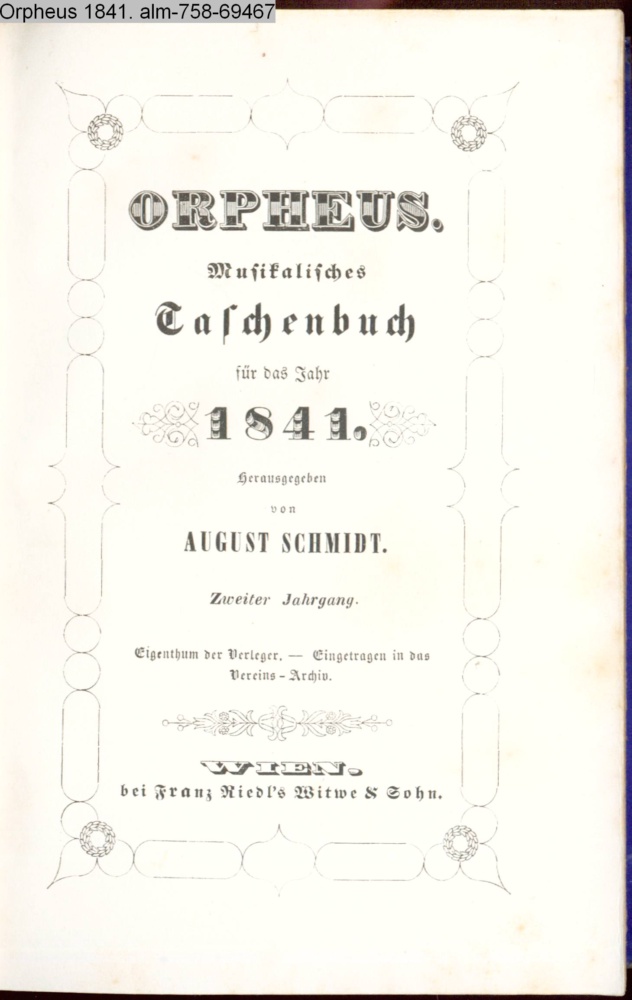 Orpheus 1841. alm-758-69467
ORPHEUS.
Musikalisches
Taschenbuch
für das Jahr
1841.
Herausgegeben
von
AUGUST SCHMIDT.
Zweiter Jahrgang.
Eigenthum der Verleger. — Eingetragen in das
Vereins-Archiv.
WIEN.
bei Franz Riedl's Witwe & Sohn.